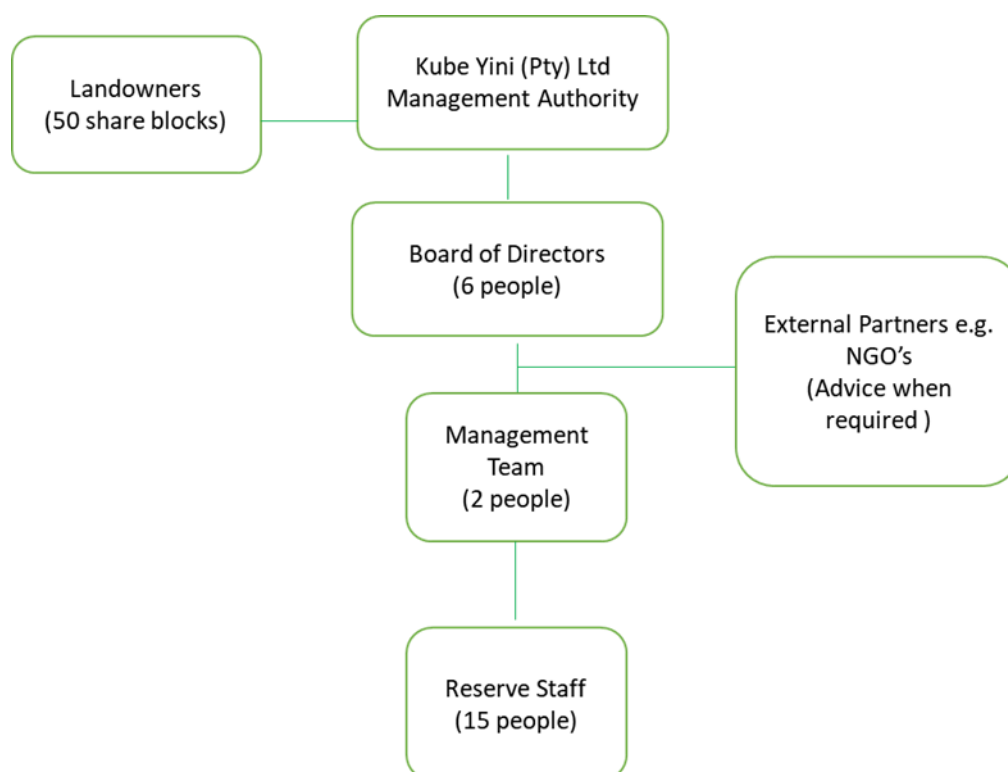 Landowners
(50 share blocks)
Kube Yini (Pty) Ltd
Management Authority
Board of Directors
(6 people)
External Partners e.g.
NGO’s
(Advice when
required )
Management
Team
(2 people)
Reserve Staff
(15 people)